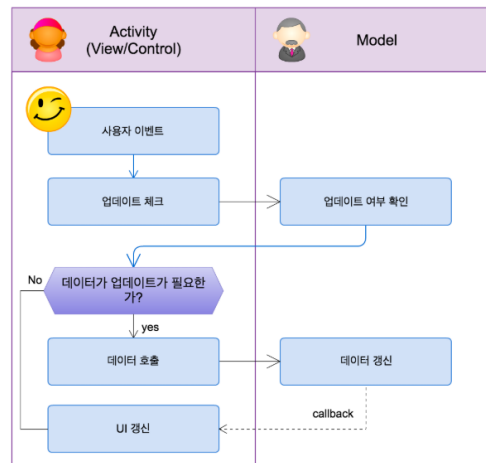 Activity
(View/Control)
Model
사용자 이벤트
업데이트 체크
업데이트 여부 확인
No
데이터가 업데이트가 필요한
가?
yes
데이터 호출
데이터 갱신
callback
UI 갱신